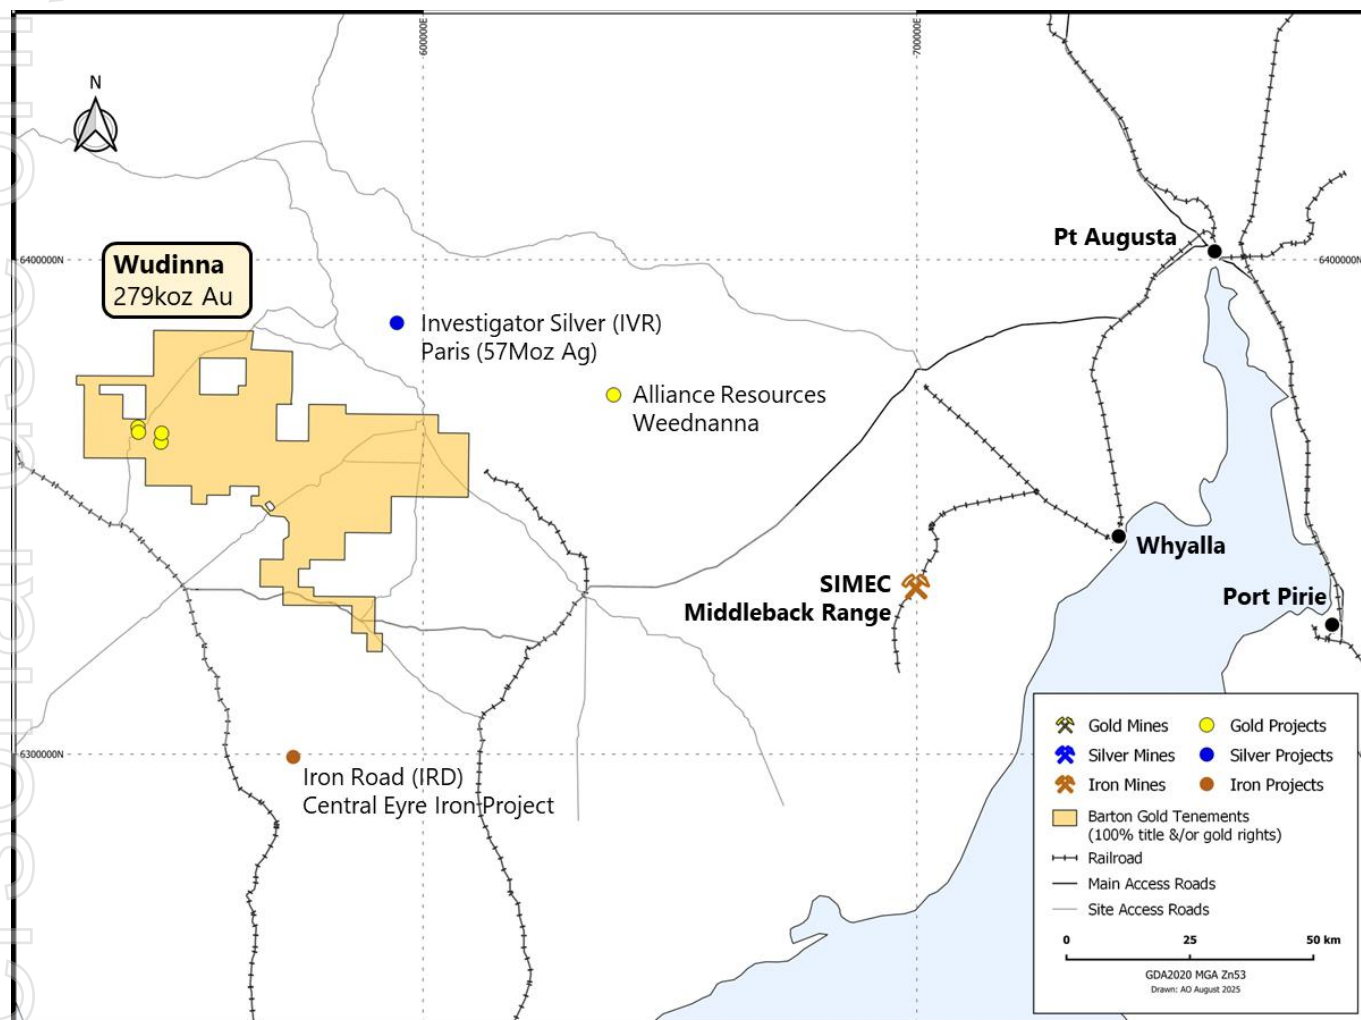 600000E
700000E
N
Pt Augusta
6400000N
6400000N
Wudinna
279koz Au
Investigator Silver (IVR)
Paris (57Moz Ag)
Alliance Resources
Weednanna
Whyalla
SIMEC
Middleback Range
Port Pirie
6300000N
Iron Road (IRD)
Central Eyre Iron Project
Gold Mines
Gold Projects
Silver Mines
Silver Projects
Iron Mines
Iron Projects
Barton Gold Tenements
(100% title &/or gold rights)
Railroad
Main Access Roads
Site Access Roads
0 25 50 km
GDA2020 MGA Zn53
Drawn: AO August 2025